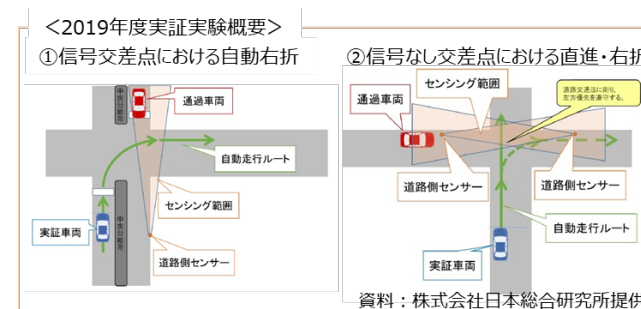 <2019年度実証実験概要>
①信号交差点における自動右折
②信号なし交差点における直進・右折
中央分離帯
通過車両
自動走行ルート
センシング範囲
中央分離帯
実証車両
道路側センサー
センシング範囲
通過車両
道路交通法に則り、
左方優先を遵守する。
道路側センサー
道路側センサー
自動走行ルート
実証車両
資料:株式会社日本総合研究所提供